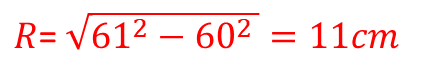 R= √61² − 60² = 11cm